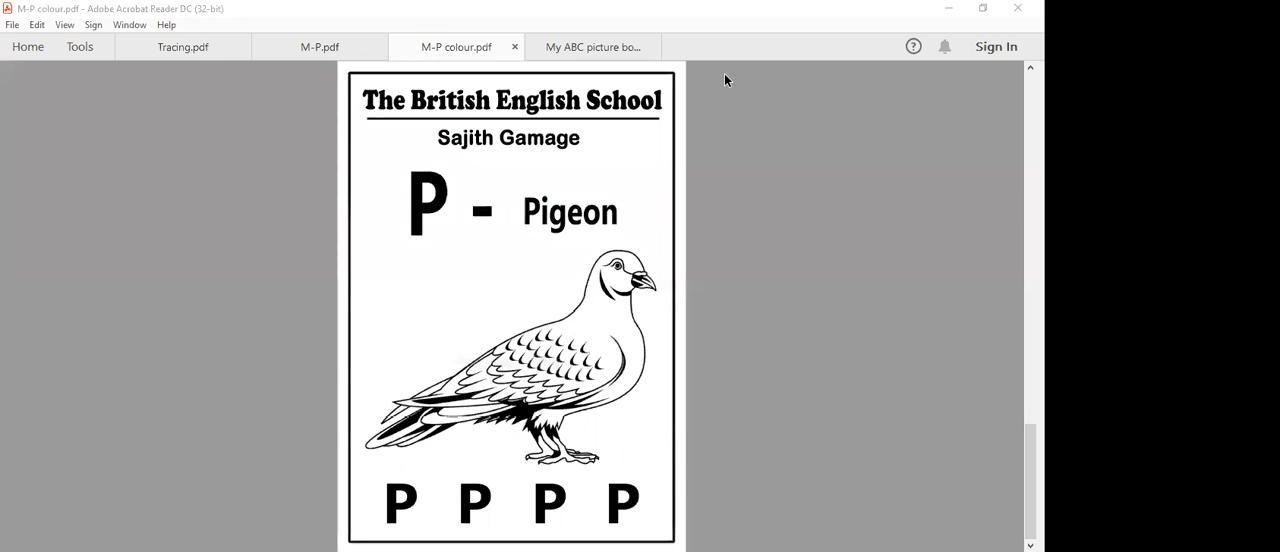 M-P colour.pdf - Adobe Acrobat Reader DC (32-bit)
File Edit View Sign Window Help
Home Tools Tracing.pdf M-P.pdf M-P colour.pdf × My ABC picture bo... ? Sign In
The British English School
Sajith Gamage
P - Pigeon
P P P P